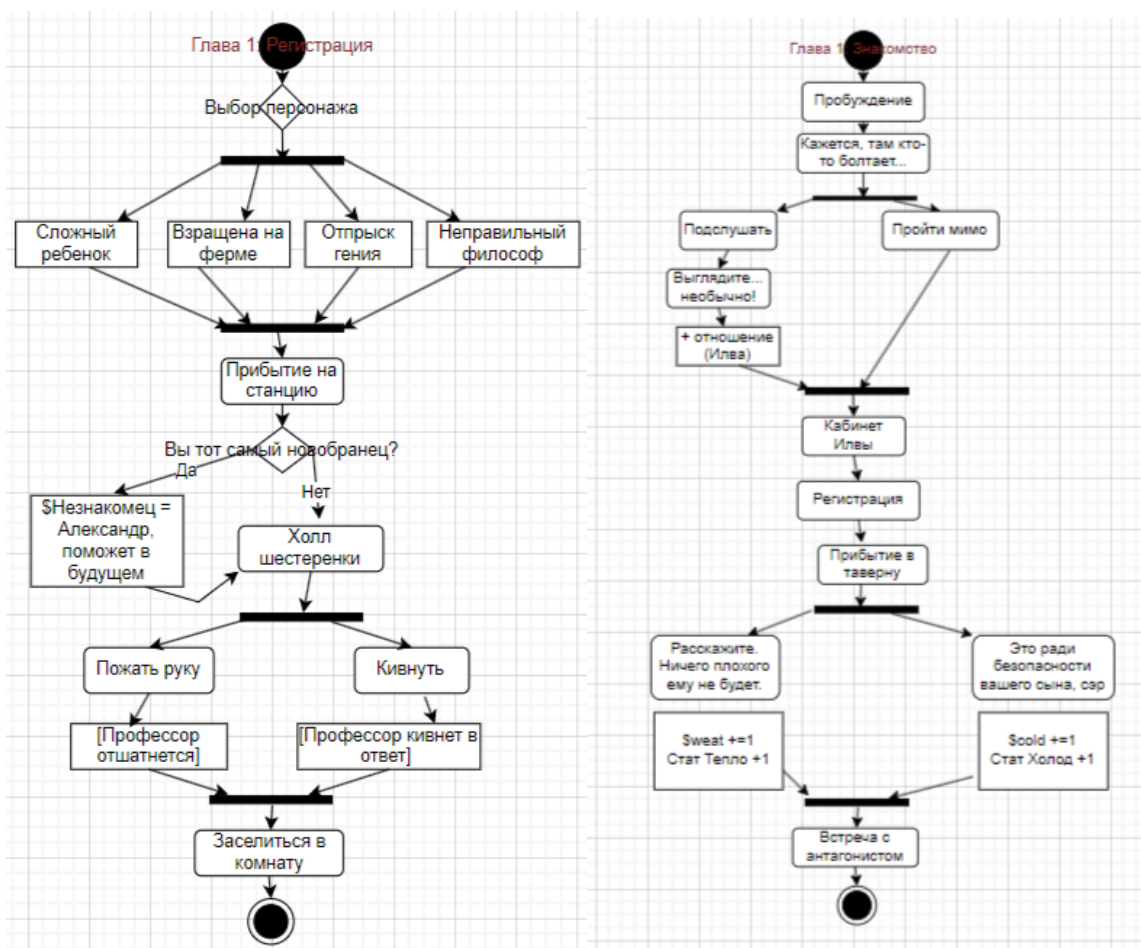 Глава 1: Регистрация
Выбор персонажа
Сложный
ребенок
Взращена на
ферме
Отпрыск
гения
Неправильный
философ
Прибытие на
станцию
Вы тот самый новобранец?
Да
Нет
$Незнакомец =
Александр,
поможет в
будущем
Холл
шестеренки
Пожать руку
Кивнуть
[Профессор
отшатнется]
[Профессор кивнет в
ответ]
Заселиться в
комнату
Глава 1: Знакомство
Пробуждение
Кажется, там кто-
то болтает...
Подслушать
Пройти мимо
Выглядите...
необычно!
+ отношение
(Илва)
Кабинет
Илвы
Регистрация
Прибытие в
таверну
Расскажите.
Ничего плохого
ему не будет.
Это ради
безопасности
вашего сына, сэр
$weat +=1
Стат Тепло +1
$cold +=1
Стат Холод +1
Встреча с
антагонистом